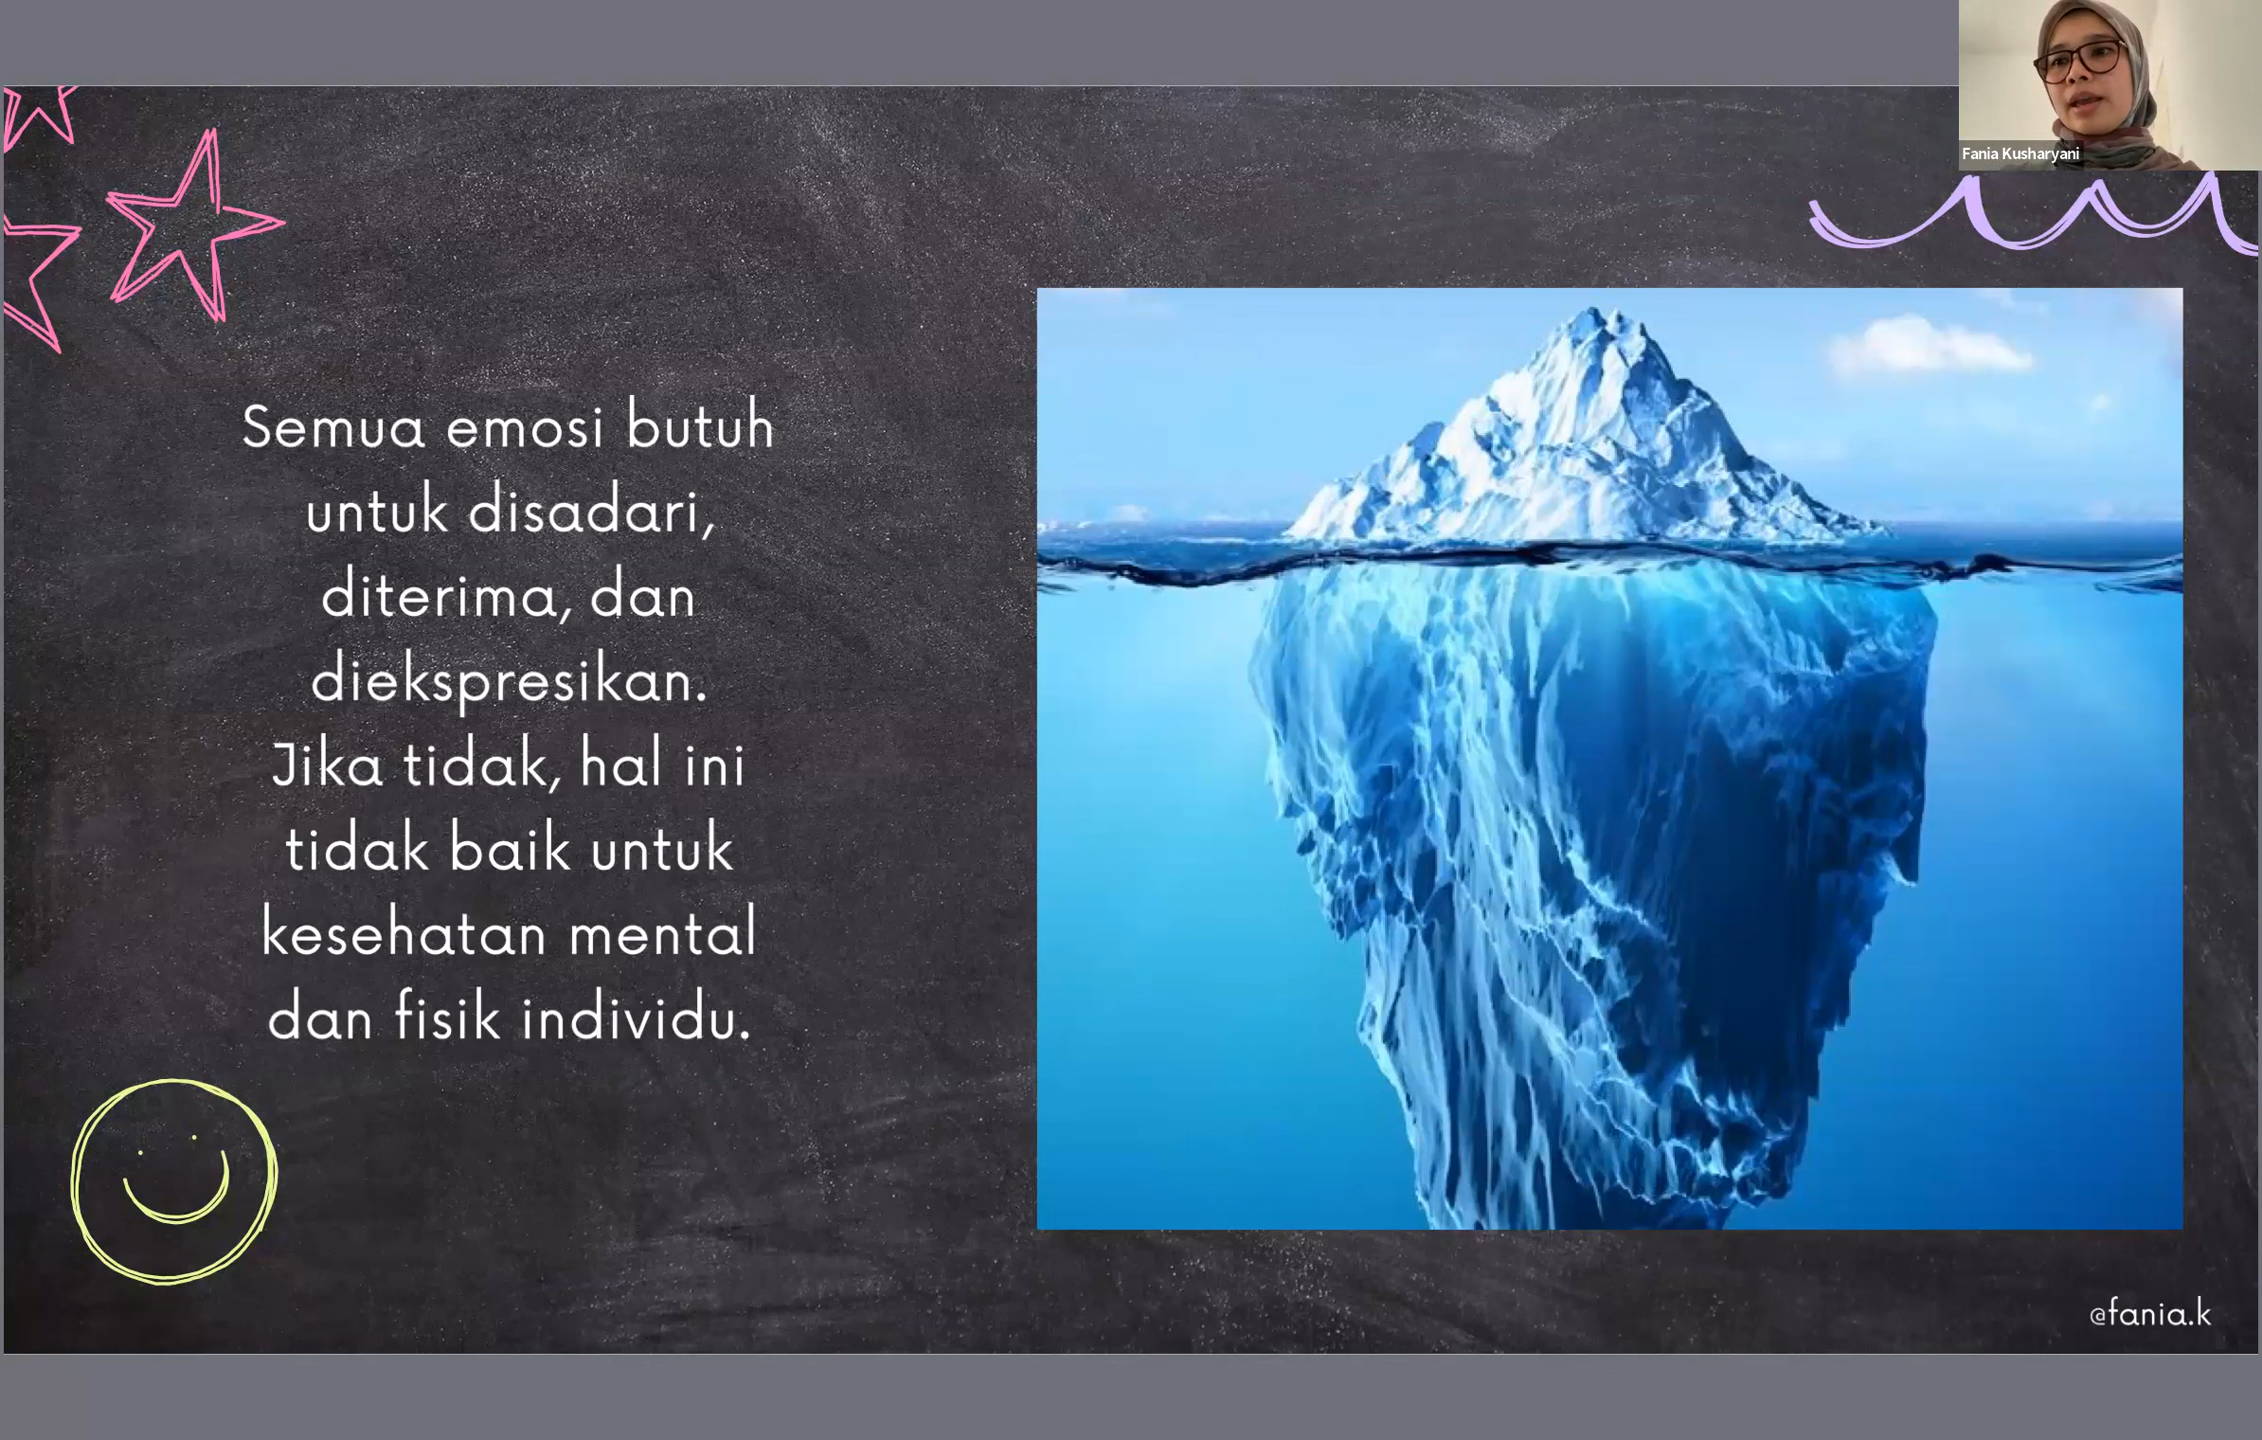 Fania Kusharyani
Semua emosi butuh
untuk disadari,
diterima, dan
diekspresikan.
Jika tidak, hal ini
tidak baik untuk
kesehatan mental
dan fisik individu.
@fania.k